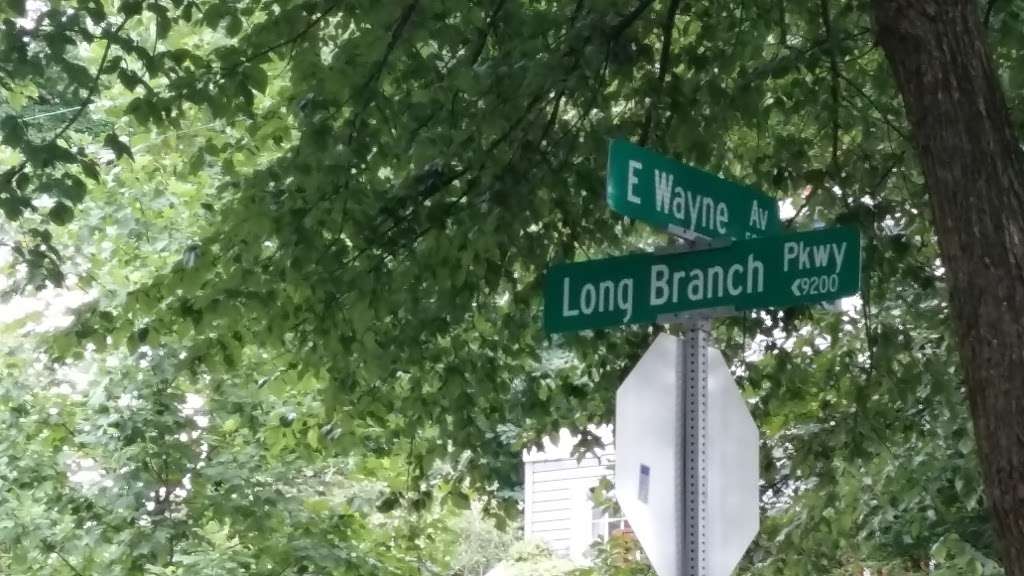 E Wayne Av
Long Branch Pkwy
<9200